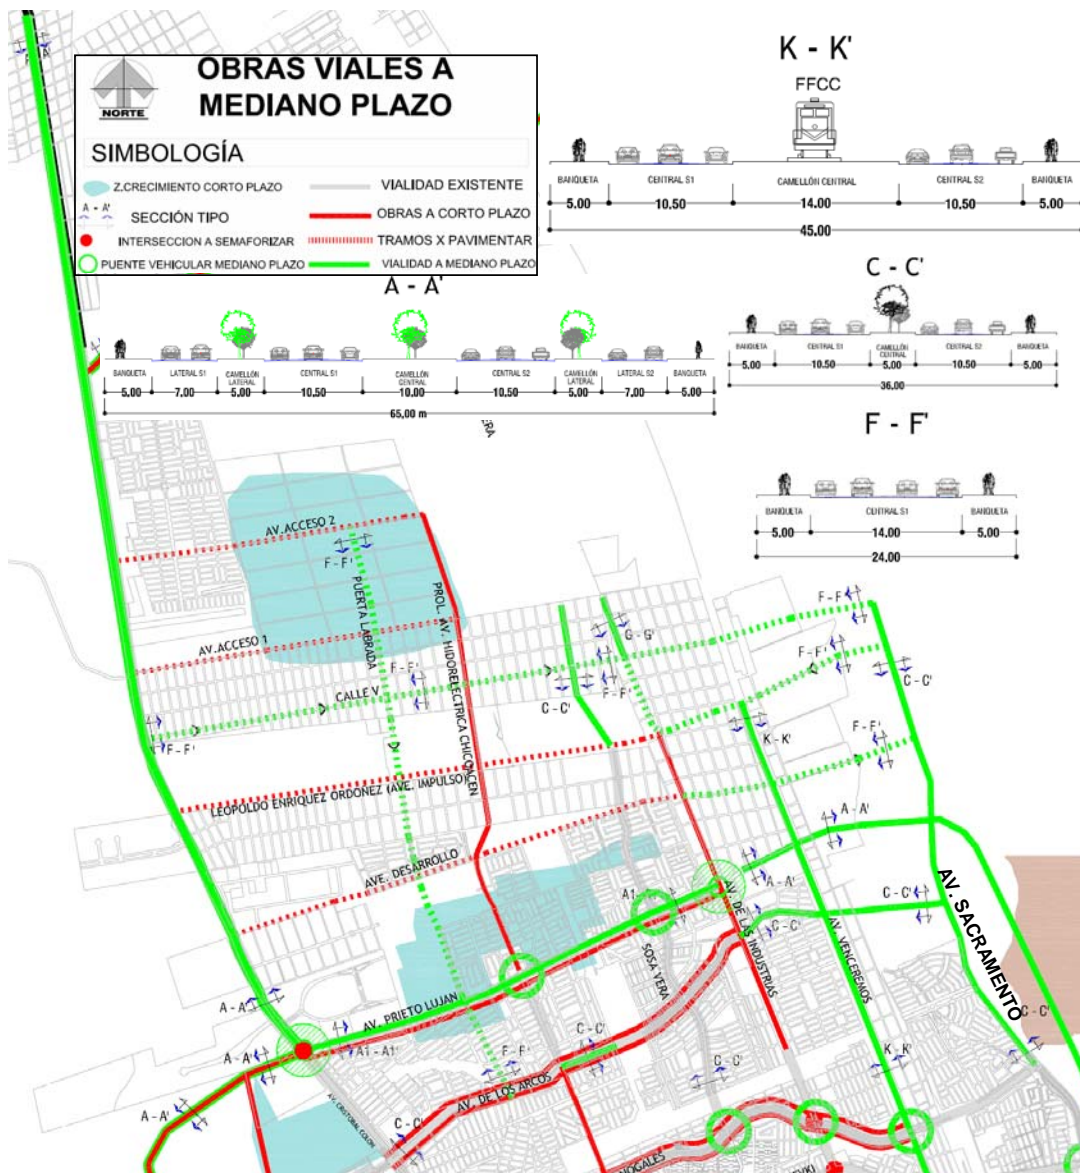 OBRAS VIALES A
MEDIANO PLAZO
NORTE
SIMBOLOGÍA
Z.CRECIMIENTO CORTO PLAZO
VIALIDAD EXISTENTE
A - A'
SECCIÓN TIPO
OBRAS A CORTO PLAZO
INTERSECCION A SEMAFORIZAR
TRAMOS X PAVIMENTAR
PUENTE VEHICULAR MEDIANO PLAZO
VIALIDAD A MEDIANO PLAZO
K - K'
FFCC
BANQUETA CENTRAL S1 CAMELLÓN CENTRAL CENTRAL S2 BANQUETA
5.00 10.50 14.00 10.50 5.00
45.00
A - A'
BANQUETA LATERAL S1 CAMELLÓN LATERAL CENTRAL S1 CAMELLÓN CENTRAL CENTRAL S2 CAMELLÓN LATERAL LATERAL S2 BANQUETA
5.00 7.00 5.00 10.50 10.00 10.50 5.00 7.00 5.00
65.00 m
C - C'
BANQUETA CENTRAL S1 CAMELLÓN CENTRAL CENTRAL S2 BANQUETA
5.00 10.50 5.00 10.50 5.00
36.00
F - F'
BANQUETA CENTRAL S1 BANQUETA
5.00 14.00 5.00
24.00
ERA
AV.ACCESO 2
F - F'
PUERTA LABRADA
PROL. AV. HIDORELECTRICA CHICOACEN
AV.ACCESO 1
F - F'
CALLE V
F - F'
C - C'
G - G'
F - F'
F - F'
F - F'
C - C'
K - K'
F - F'
LEOPOLDO ENRIQUEZ ORDOÑEZ (AVE. IMPULSO)
AVE. DESARROLLO
A - A'
A - A'
A1
AV. DE LAS INDUSTRIAS
C - C'
C - C'
AV. SACRAMENTO
AV. VENCEREMOS
SOSA VERA
A - A'
AV. PRIETO LUJAN
A1 - A1'
A - A'
F - F'
C - C'
C - C'
C - C'
K - K'
AV. DE LOS ARCOS
A - A'
AV. CRISTOBAL COLON
C - C'
NOGALES